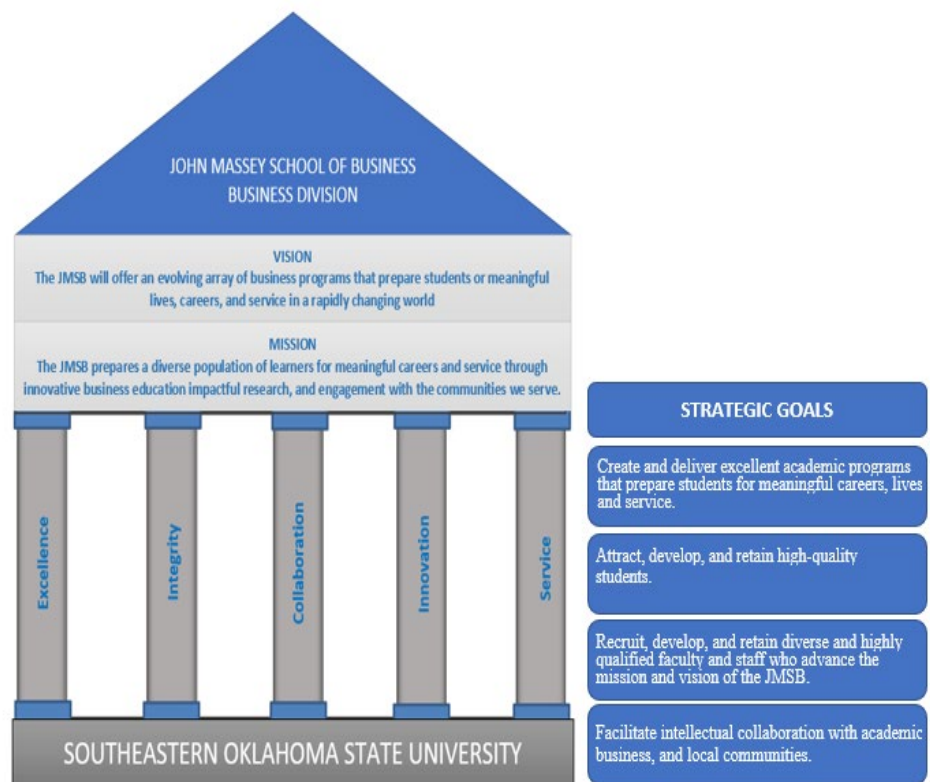 JOHN MASSEY SCHOOL OF BUSINESS
BUSINESS DIVISION
VISION
The JMSB will offer an evolving array of business programs that prepare students or meaningful
lives, careers, and service in a rapidly changing world
MISSION
The JMSB prepares a diverse population of learners for meaningful careers and service through
innovative business education impactful research, and engagement with the communities we serve.
Excellence
Integrity
Collaboration
Innovation
Service
SOUTHEASTERN OKLAHOMA STATE UNIVERSITY
STRATEGIC GOALS
Create and deliver excellent academic programs
that prepare students for meaningful careers, lives
and service.
Attract, develop, and retain high-quality
students.
Recruit, develop, and retain diverse and highly
qualified faculty and staff who advance the
mission and vision of the JMSB.
Facilitate intellectual collaboration with academic
business, and local communities.